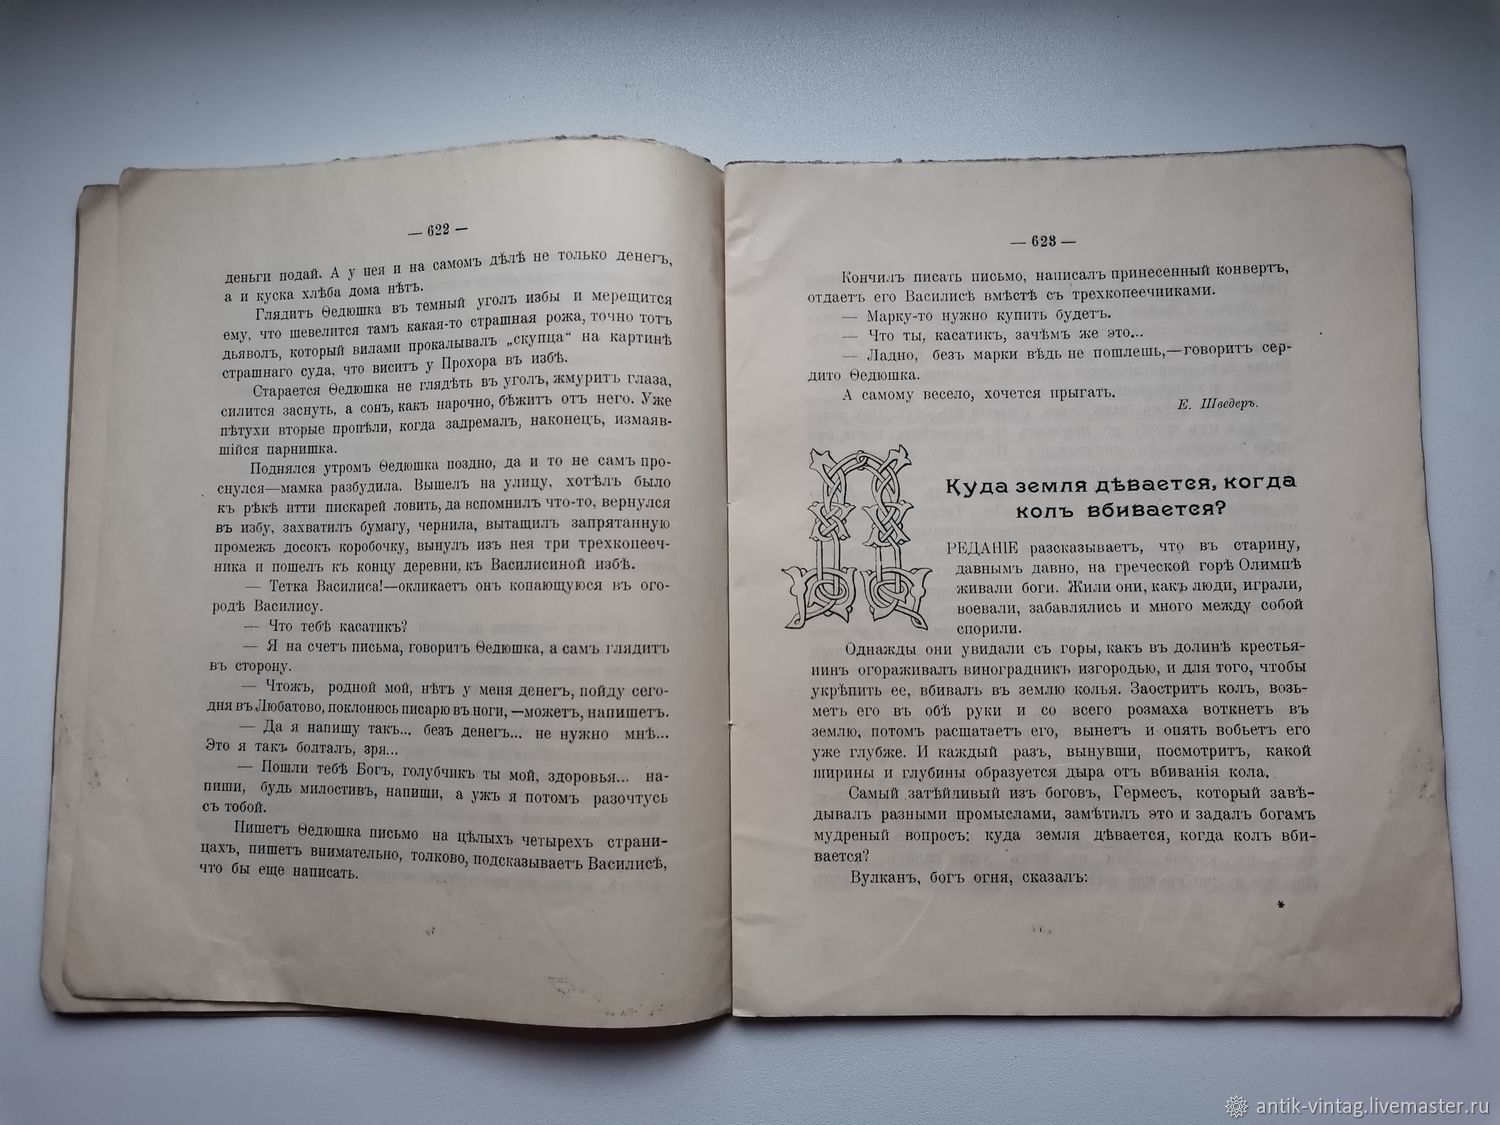 — 622 —
деньги подай. А у нея и на самомъ дѣлѣ не только денегъ,
а и куска хлѣба дома нѣтъ.
Глядитъ Ѳедюшка въ темный уголъ избы и мерещится
ему, что шевелится тамъ какая-то страшная рожа, точно тотъ
дьяволъ, который вилами прокалывалъ „скупца“ на картинѣ
страшнаго суда, что виситъ у Прохора въ избѣ.
Старается Ѳедюшка не глядѣть въ уголъ, жмуритъ глаза,
силится заснуть, а сонъ, какъ нарочно, бѣжитъ отъ него. Уже
пѣтухи вторые пропѣли, когда задремалъ, наконецъ, измаяв-
шійся парнишка.
Поднялся утромъ Ѳедюшка поздно, да и то не самъ про-
снулся—мамка разбудила. Вышелъ на улицу, хотѣлъ было
къ рѣкѣ итти пискарей ловить, да вспомнилъ что-то, вернулся
въ избу, захватилъ бумагу, чернила, вытащилъ запрятанную
промежъ досокъ коробочку, вынулъ изъ нея три трехкопееч-
ника и пошелъ къ концу деревни, къ Василисиной избѣ.
— Тетка Василиса!—окликаетъ онъ копающуюся въ ого-
родѣ Василису.
— Что тебѣ касатикъ?
— Я на счетъ письма, говоритъ Ѳедюшка, а самъ глядитъ
въ сторону.
— Чтожъ, родной мой, нѣтъ у меня денегъ, пойду сего-
дня въ Любатово, поклонюсь писарю въ ноги, —можетъ, напишетъ.
— Да я напишу такъ... безъ денегъ... не нужно мнѣ...
Это я такъ болталъ, зря...
— Пошли тебѣ Богъ, голубчикъ ты мой, здоровья... на-
пиши, будь милостивъ, напиши, а ужъ я потомъ разочтусь
съ тобой.
Пишетъ Ѳедюшка письмо на цѣлыхъ четырехъ страни-
цахъ, пишетъ внимательно, толково, подсказываетъ Василисѣ,
что бы еще написать.
— 623 —
Кончилъ писать письмо, написалъ принесенный конвертъ,
отдаетъ его Василисѣ вмѣстѣ съ трехкопеечниками.
— Марку-то нужно купить будетъ.
— Что ты, касатикъ, зачѣмъ же это...
— Ладно, безъ марки вѣдь не пошлешь,—говоритъ сер-
дито Ѳедюшка.
А самому весело, хочется прыгать.
Е. Шведеръ.
Куда земля дѣвается, когда
колъ вбивается?
ПРЕДАНІЕ разсказываетъ, что въ старину,
давнымъ давно, на греческой горѣ Олимпѣ
живали боги. Жили они, какъ люди, играли,
воевали, забавлялись и много между собой
спорили.
Однажды они увидали съ горы, какъ въ долинѣ крестья-
нинъ огораживалъ виноградникъ изгородью, и для того, чтобы
укрѣпить ее, вбивалъ въ землю колья. Заостритъ колъ, возь-
метъ его въ обѣ руки и со всего розмаха воткнетъ въ
землю, потомъ расшатаетъ его, вынетъ и опять вобьетъ его
уже глубже. И каждый разъ, вынувши, посмотритъ, какой
ширины и глубины образуется дыра отъ вбиванія кола.
Самый затѣйливый изъ боговъ, Гермесъ, который завѣ-
дывалъ разными промыслами, замѣтилъ это и задалъ богамъ
мудреный вопросъ: куда земля дѣвается, когда колъ вби-
вается?
Вулканъ, богъ огня, сказалъ:
*
antik-vintag.livemaster.ru